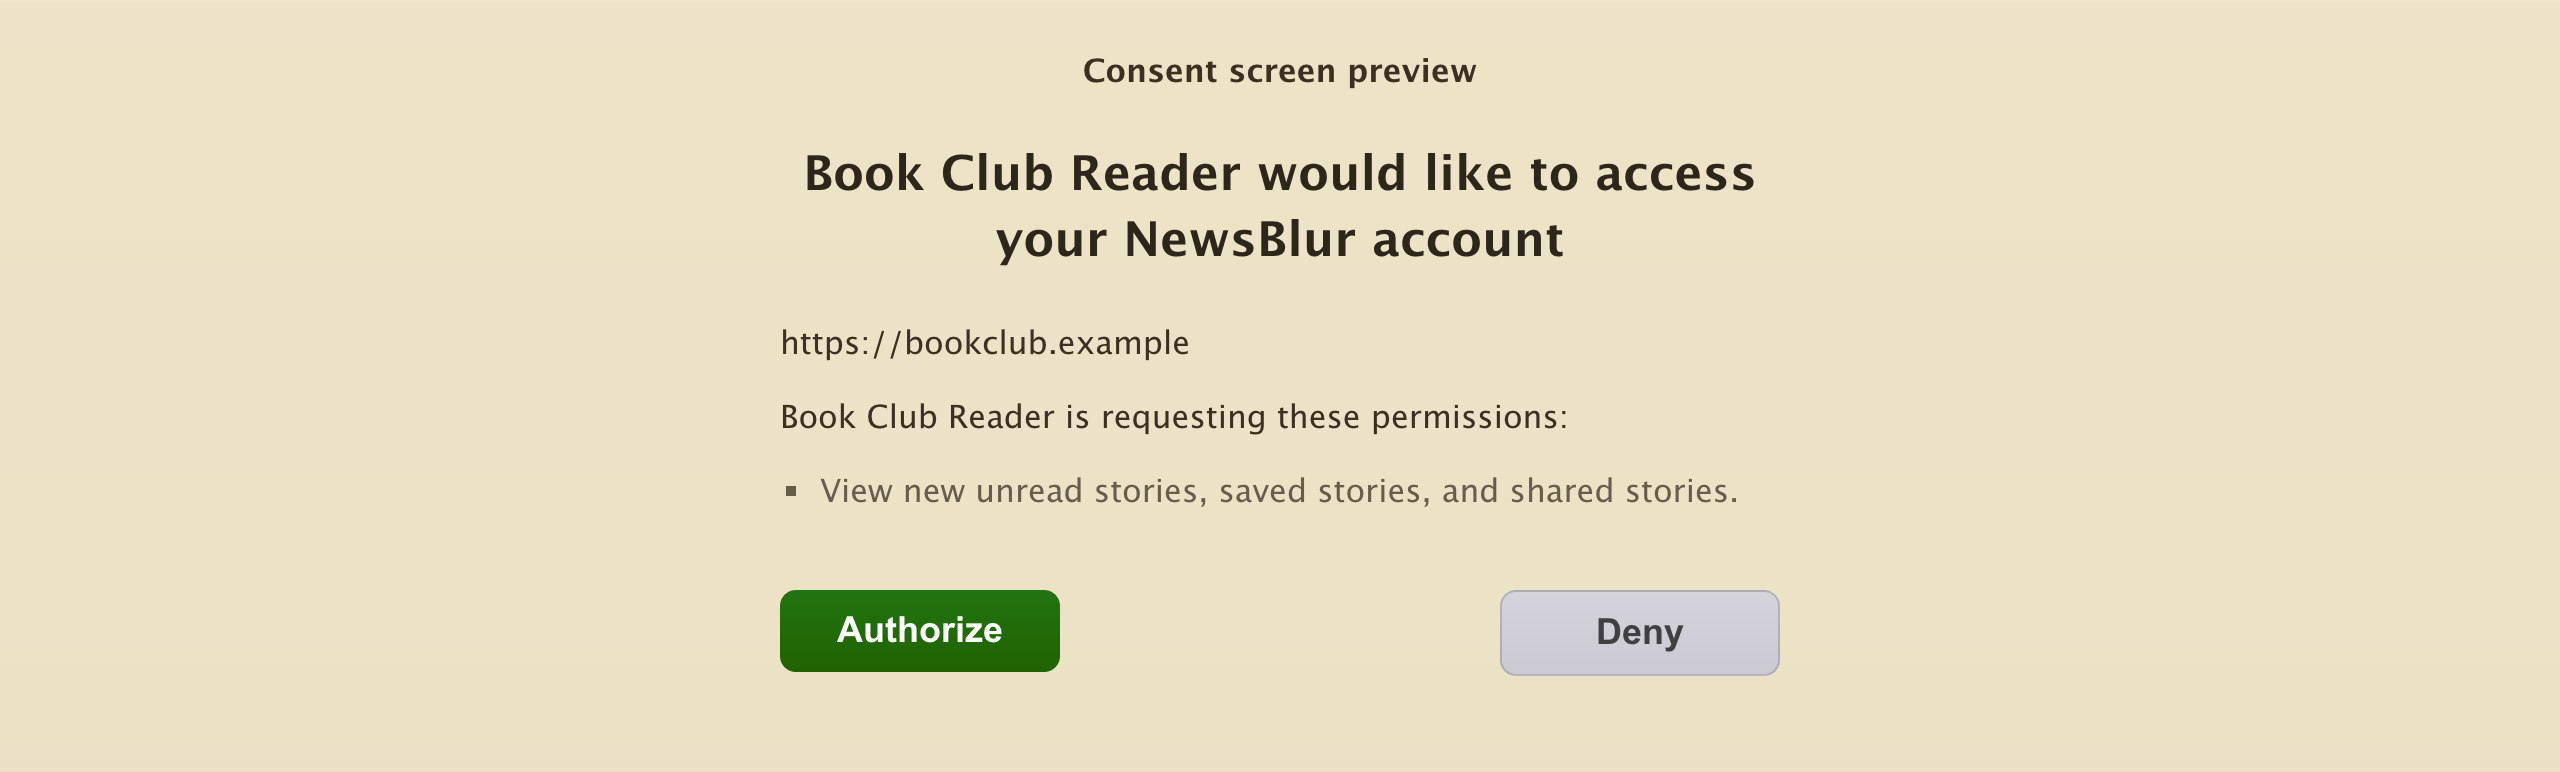 Consent screen preview
Book Club Reader would like to access
your NewsBlur account
https://bookclub.example
Book Club Reader is requesting these permissions:
View new unread stories, saved stories, and shared stories.
Authorize
Deny